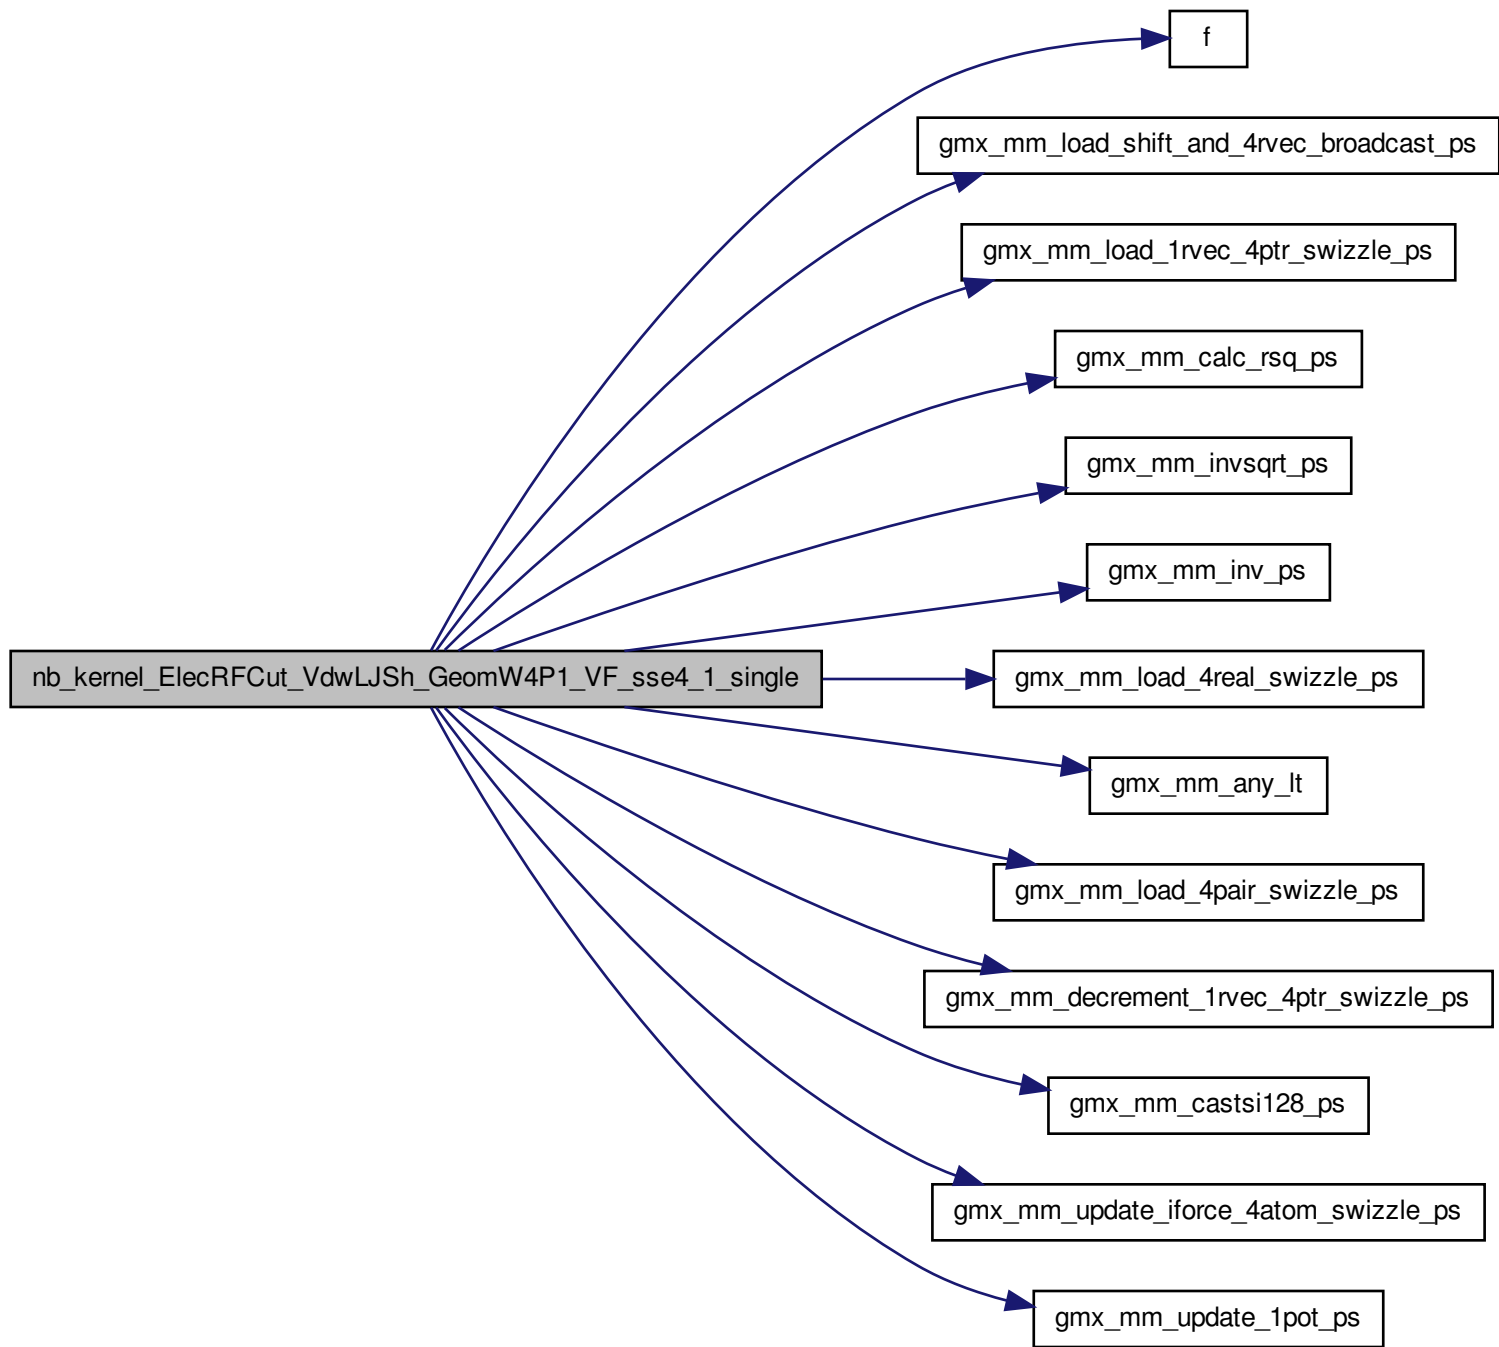 f
gmx_mm_load_shift_and_4rvec_broadcast_ps
gmx_mm_load_1rvec_4ptr_swizzle_ps
gmx_mm_calc_rsq_ps
gmx_mm_invsqrt_ps
gmx_mm_inv_ps
nb_kernel_ElecRFCut_VdwLJSh_GeomW4P1_VF_sse4_1_single
gmx_mm_load_4real_swizzle_ps
gmx_mm_any_lt
gmx_mm_load_4pair_swizzle_ps
gmx_mm_decrement_1rvec_4ptr_swizzle_ps
gmx_mm_castsi128_ps
gmx_mm_update_iforce_4atom_swizzle_ps
gmx_mm_update_1pot_ps